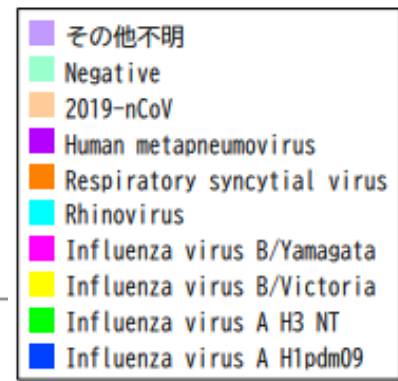 その他不明
Negative
2019-nCoV
Human metapneumovirus
Respiratory syncytial virus
Rhinovirus
Influenza virus B/Yamagata
Influenza virus B/Victoria
Influenza virus A H3 NT
Influenza virus A H1pdm09